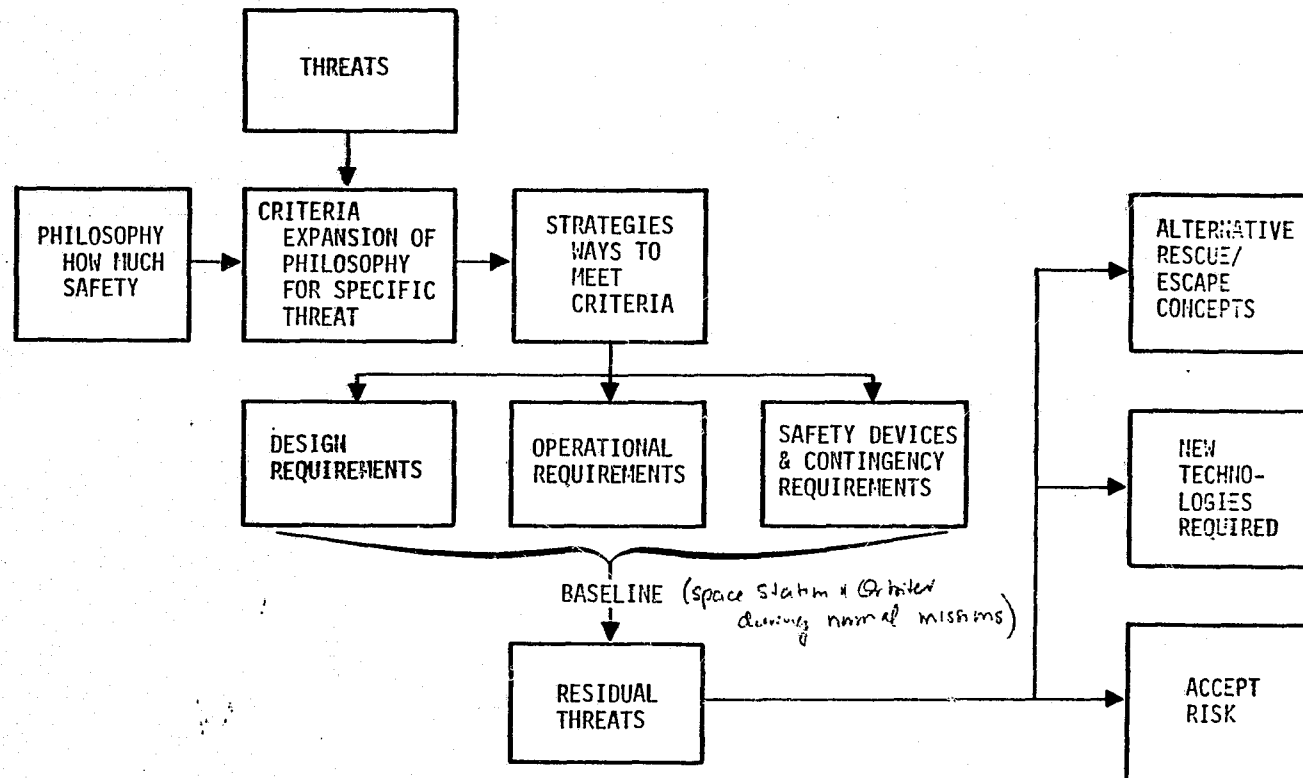 THREATS
PHILOSOPHY
HOW MUCH
SAFETY
CRITERIA
EXPANSION OF
PHILOSOPHY
FOR SPECIFIC
THREAT
STRATEGIES
WAYS TO
MEET
CRITERIA
ALTERNATIVE
RESCUE/
ESCAPE
CONCEPTS
DESIGN
REQUIREMENTS
OPERATIONAL
REQUIREMENTS
SAFETY DEVICES
& CONTINGENCY
REQUIREMENTS
NEW
TECHNO-
LOGIES
REQUIRED
BASELINE (space station & Orbiter
during normal missions)
RESIDUAL
THREATS
ACCEPT
RISK